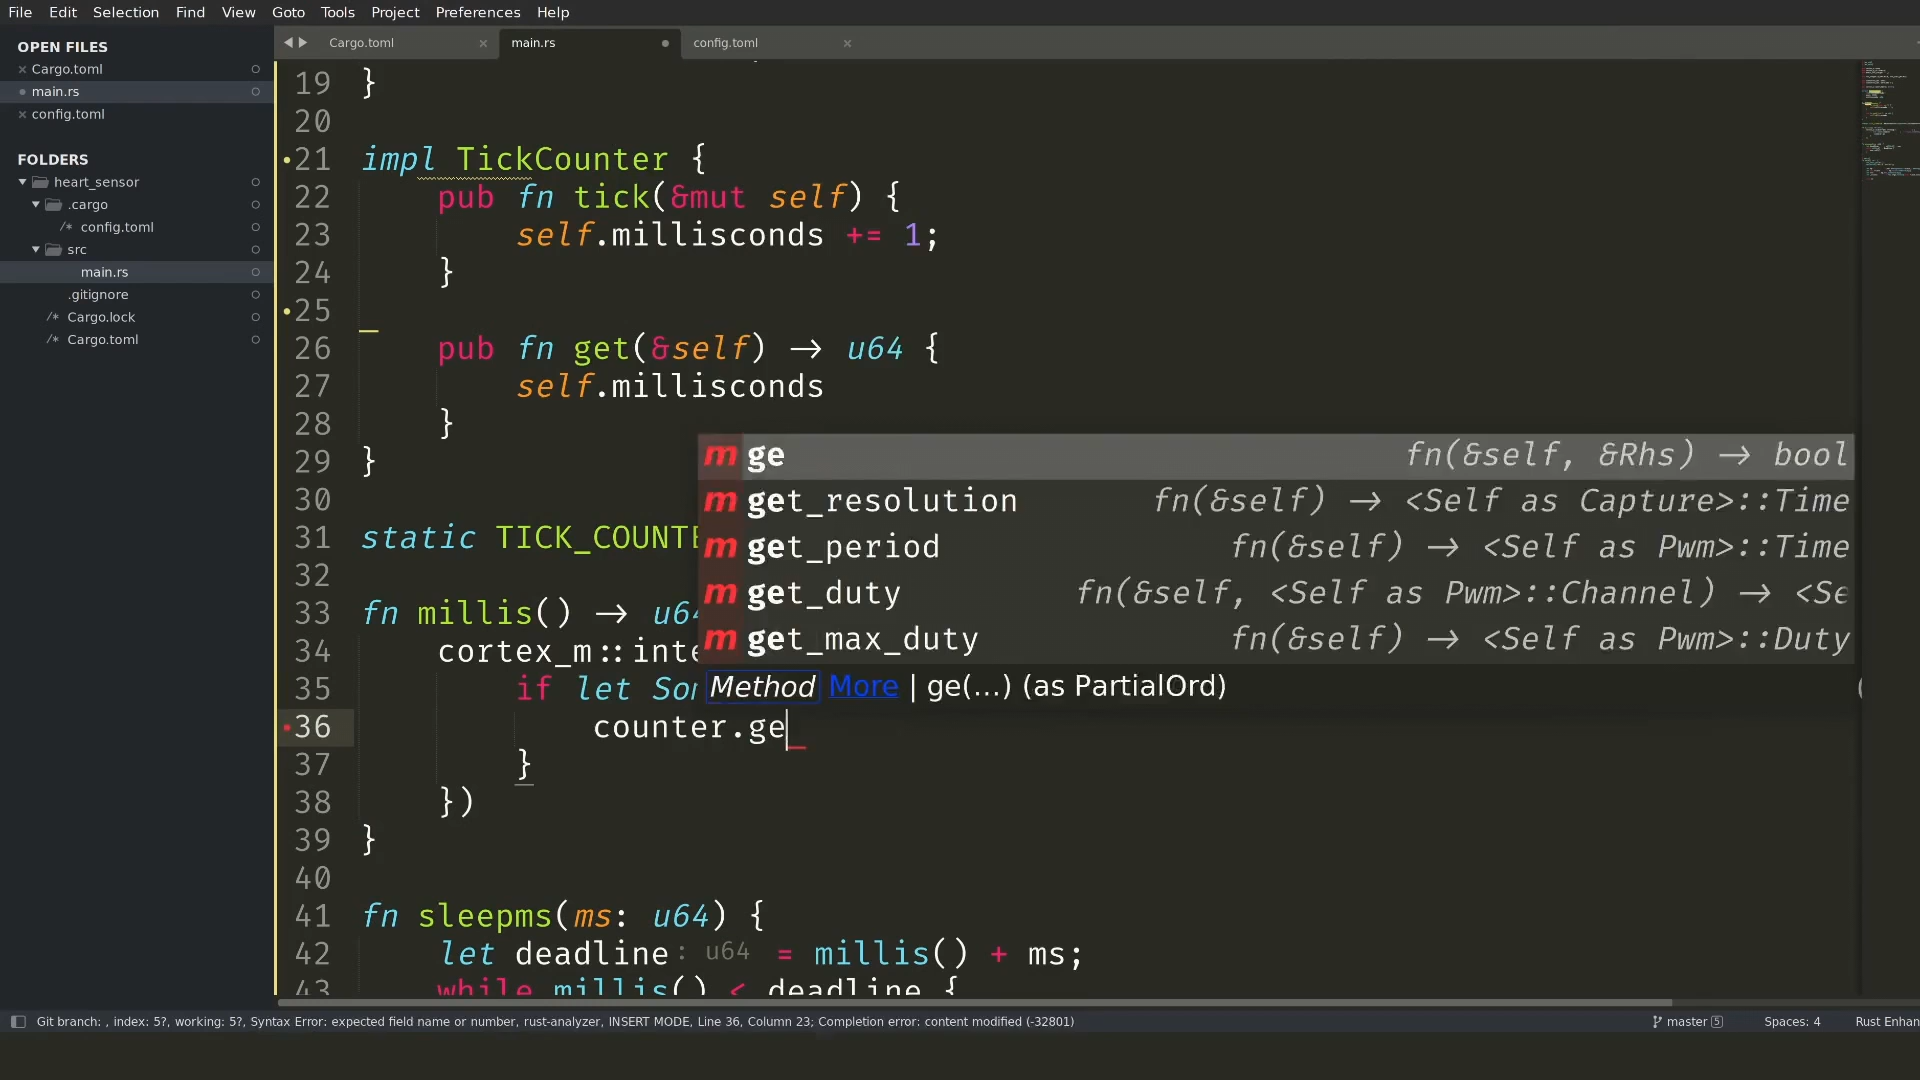 File Edit Selection Find View Goto Tools Project Preferences Help
OPEN FILES
Cargo.toml
main.rs
config.toml
FOLDERS
heart_sensor
.cargo
/* config.toml
src
main.rs
.gitignore
/* Cargo.lock
/* Cargo.toml
Cargo.toml main.rs config.toml
19 }
20
21 impl TickCounter {
22 pub fn tick(&mut self) {
23 self.millisconds += 1;
24 }
25
26 pub fn get(&self) → u64 {
27 self.millisconds
28 }
29 }
30
31 static TICK_COUNTE
32
33 fn millis() → u64
34 cortex_m::inte
35 if let Som
36 counter.ge
37 }
38 })
39 }
40
41 fn sleepms(ms: u64) {
42 let deadline: u64 = millis() + ms;
43 while millis() < deadline {
m ge fn(&self, &Rhs) → bool
m get_resolution fn(&self) → <Self as Capture>::Time
m get_period fn(&self) → <Self as Pwm>::Time
m get_duty fn(&self, <Self as Pwm>::Channel) → <Se
m get_max_duty fn(&self) → <Self as Pwm>::Duty
Method More | ge(…) (as PartialOrd)
Git branch: , index: 5?, working: 5?, Syntax Error: expected field name or number, rust-analyzer, INSERT MODE, Line 36, Column 23; Completion error: content modified (-32801) master 5 Spaces: 4 Rust Enhan